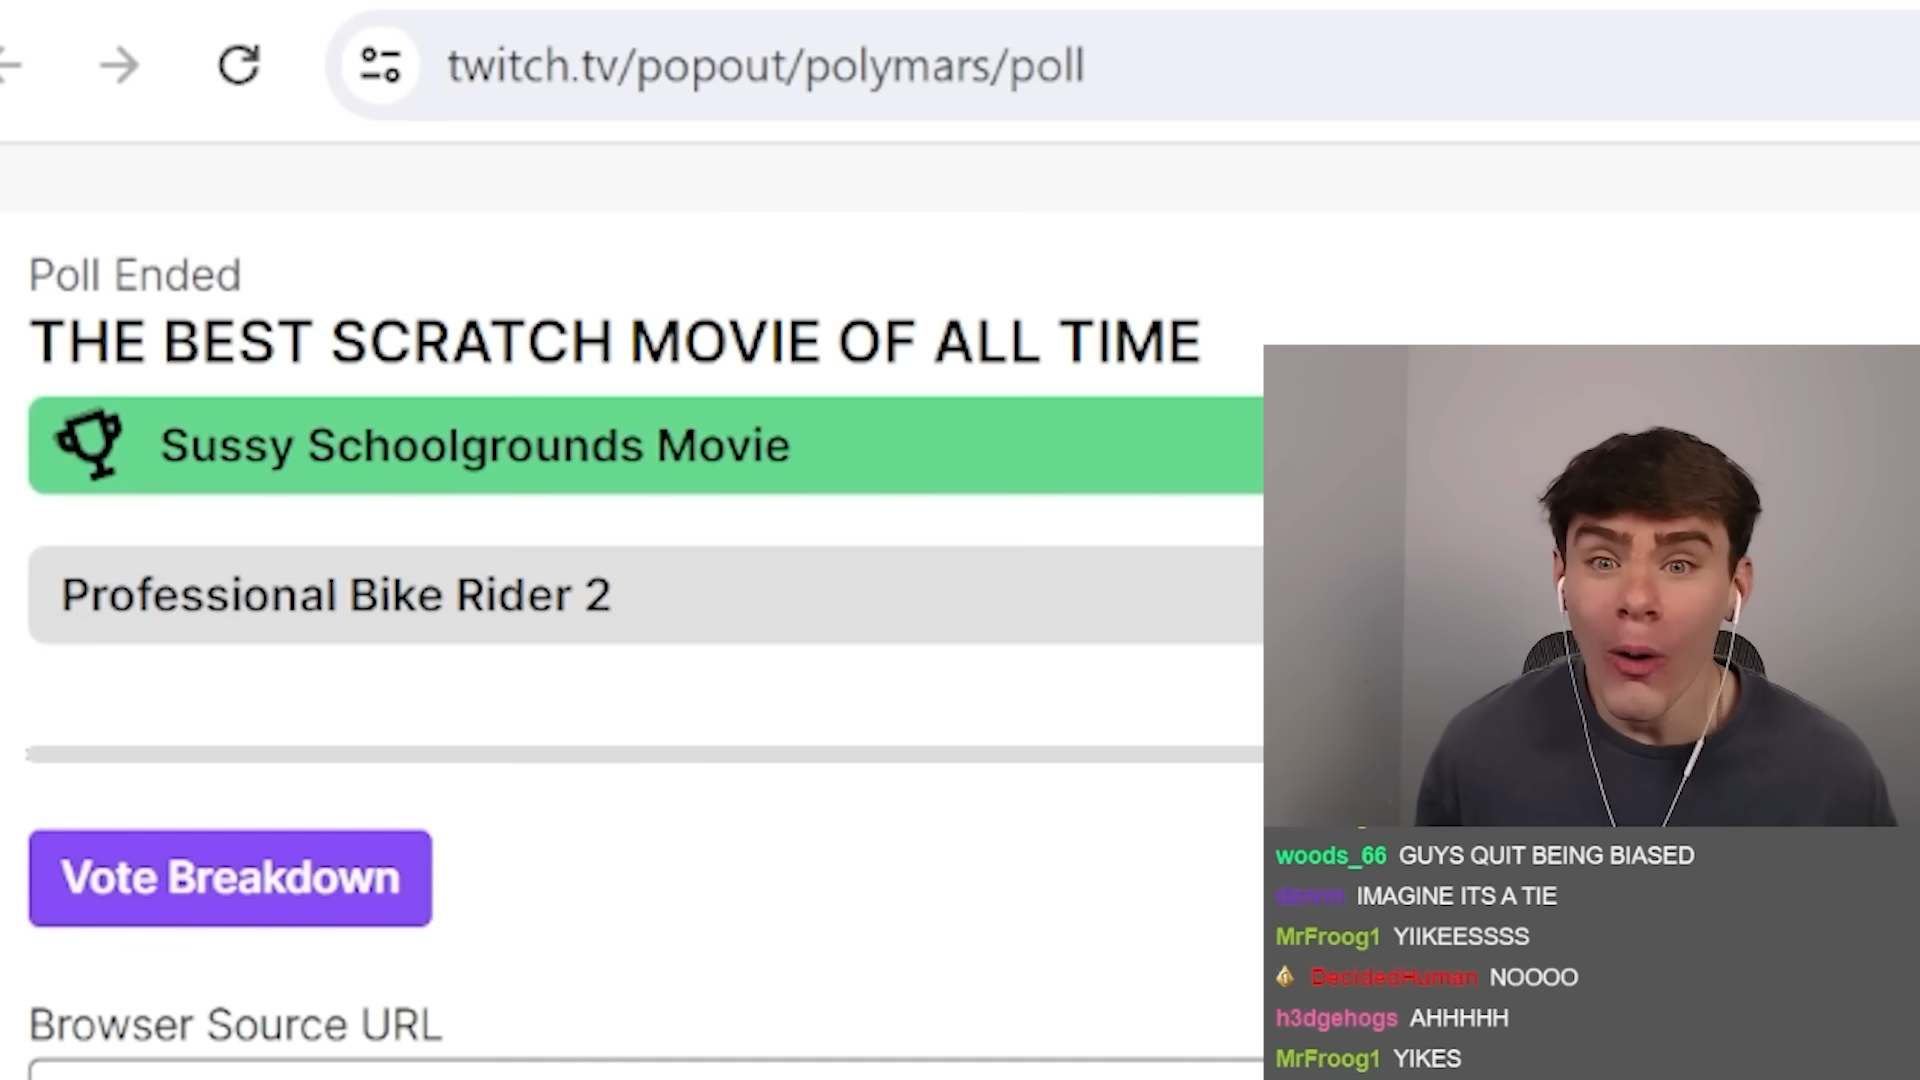 twitch.tv/popout/polymars/poll
Poll Ended
THE BEST SCRATCH MOVIE OF ALL TIME
Sussy Schoolgrounds Movie
Professional Bike Rider 2
Vote Breakdown
Browser Source URL
woods_66 GUYS QUIT BEING BIASED
IMAGINE ITS A TIE
MrFroog1 YIIKEESSSS
DecidedHuman NOOOO
h3dgehogs AHHHHH
MrFroog1 YIKES